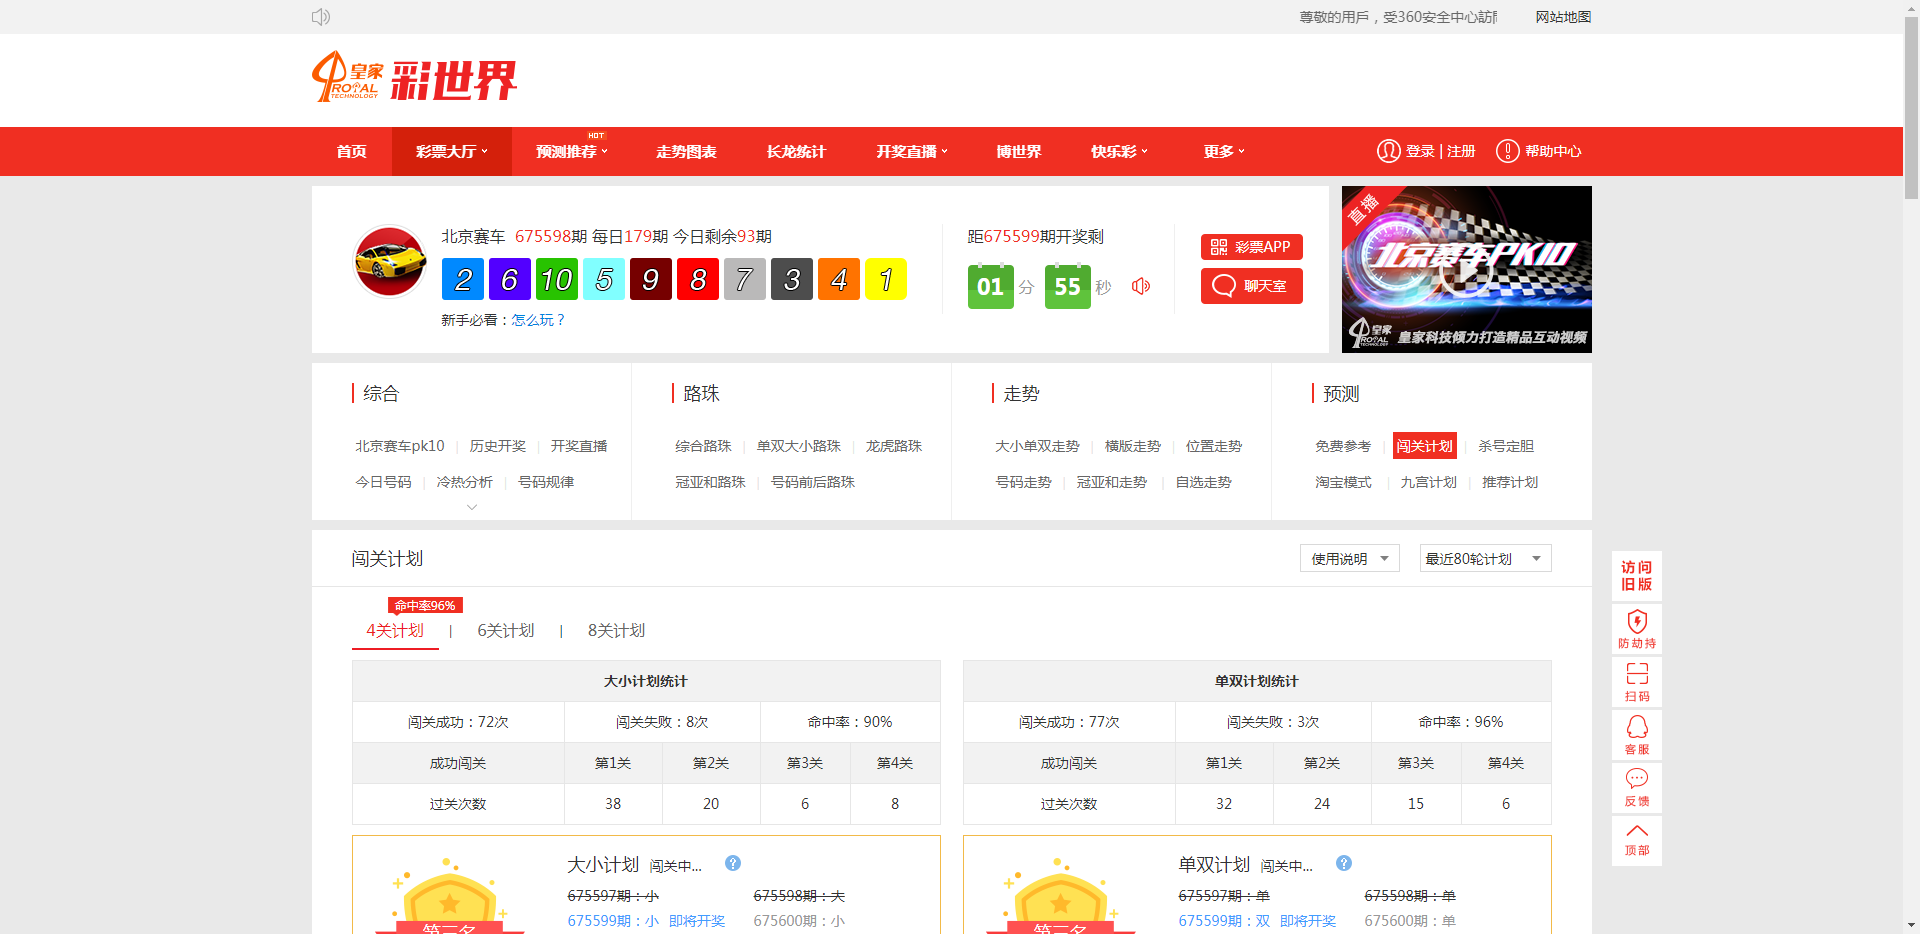 尊敬的用戶，受360安全中心訪 网站地图
皇家 ROYAL TECHNOLOGY 彩世界
HOT
首页 彩票大厅 预测推荐 走势图表 长龙统计 开奖直播 博世界 快乐彩 更多 登录 | 注册 帮助中心
北京赛车 675598期 每日179期 今日剩余93期
2 6 10 5 9 8 7 3 4 1
新手必看：怎么玩？
距675599期开奖剩
01 分 55 秒
彩票APP
聊天室
直播
北京赛车PK10
皇家 ROYAL TECHNOLOGY 皇家科技倾力打造精品互动视频
综合
北京赛车pk10 | 历史开奖 | 开奖直播
今日号码 | 冷热分析 | 号码规律
路珠
综合路珠 | 单双大小路珠 | 龙虎路珠
冠亚和路珠 | 号码前后路珠
走势
大小单双走势 | 横版走势 | 位置走势
号码走势 | 冠亚和走势 | 自选走势
预测
免费参考 | 闯关计划 | 杀号定胆
淘宝模式 | 九宫计划 | 推荐计划
闯关计划 使用说明 最近80轮计划
命中率96%
4关计划 | 6关计划 | 8关计划
大小计划统计
闯关成功：72次 闯关失败：8次 命中率：90%
成功闯关 第1关 第2关 第3关 第4关
过关次数 38 20 6 8
单双计划统计
闯关成功：77次 闯关失败：3次 命中率：96%
成功闯关 第1关 第2关 第3关 第4关
过关次数 32 24 15 6
大小计划 闯关中... ?
675597期：小 675598期：大
675599期：小 即将开奖 675600期：小
第三名
单双计划 闯关中... ?
675597期：单 675598期：单
675599期：双 即将开奖 675600期：单
第三名
访问
旧版
防劫持
扫码
客服
反馈
顶部